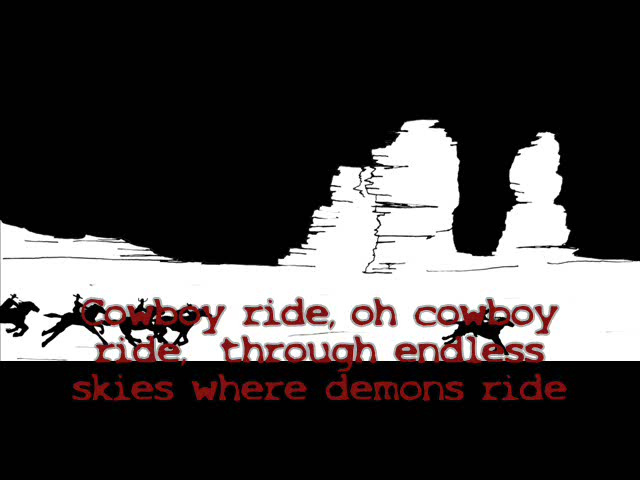 Cowboy ride, oh cowboy
ride, through endless
skies where demons ride